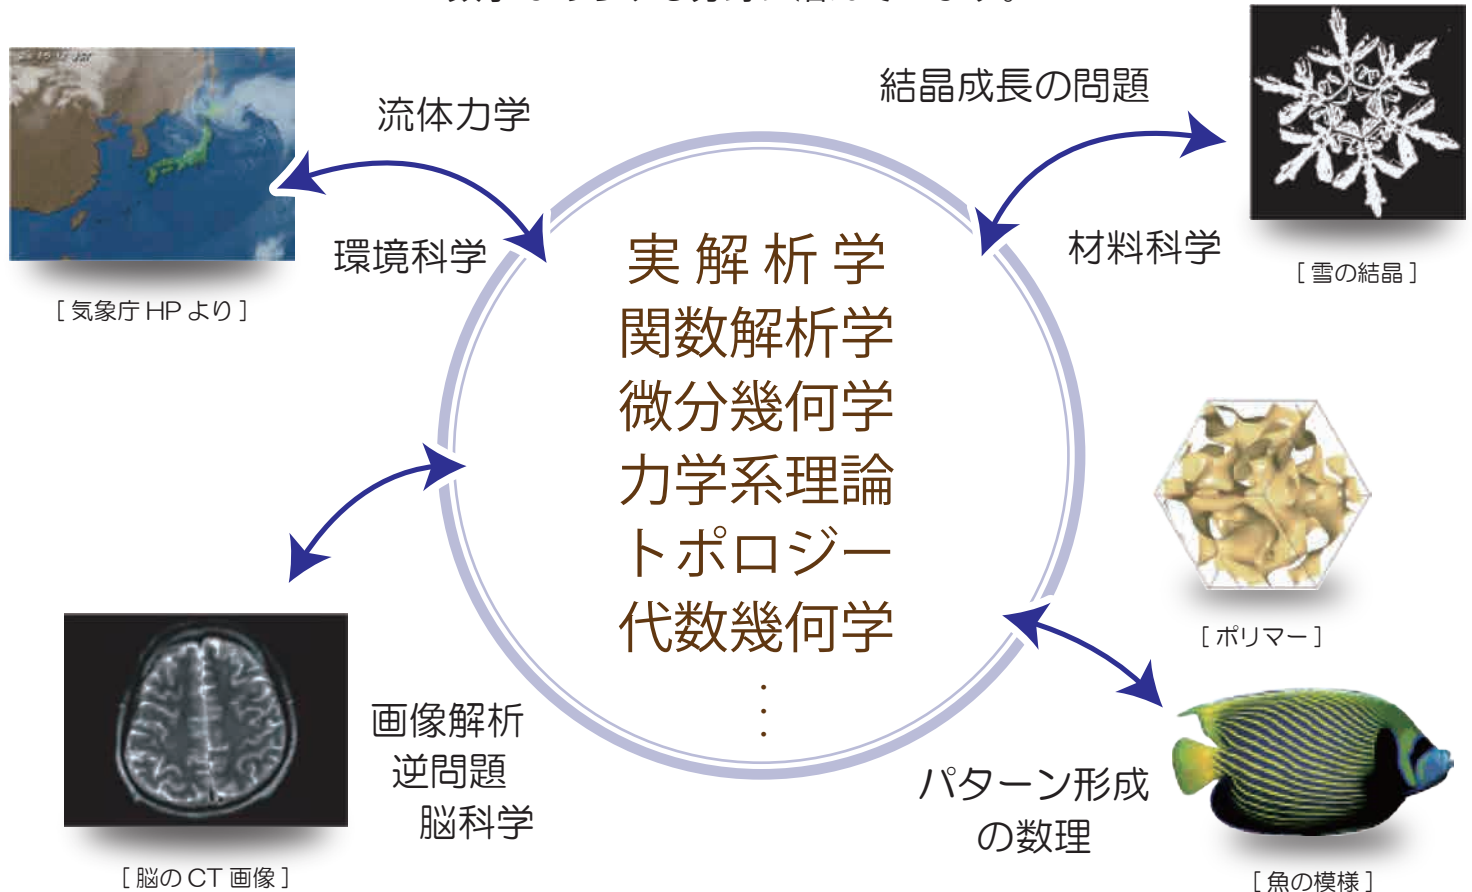 流体力学
環境科学
[ 気象庁 HP より ]
結晶成長の問題
材料科学
[ 雪の結晶 ]
実解析学
関数解析学
微分幾何学
力学系理論
トポロジー
代数幾何学
[ ポリマー ]
画像解析
逆問題
脳科学
[ 脳の CT 画像 ]
パターン形成
の数理
[ 魚の模様 ]